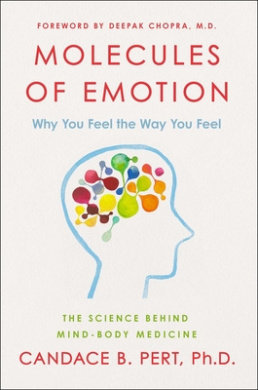 FOREWORD BY DEEPAK CHOPRA, M.D.
MOLECULES
OF EMOTION
Why You Feel the Way You Feel
THE SCIENCE BEHIND
MIND-BODY MEDICINE
CANDACE B. PERT, Ph.D.